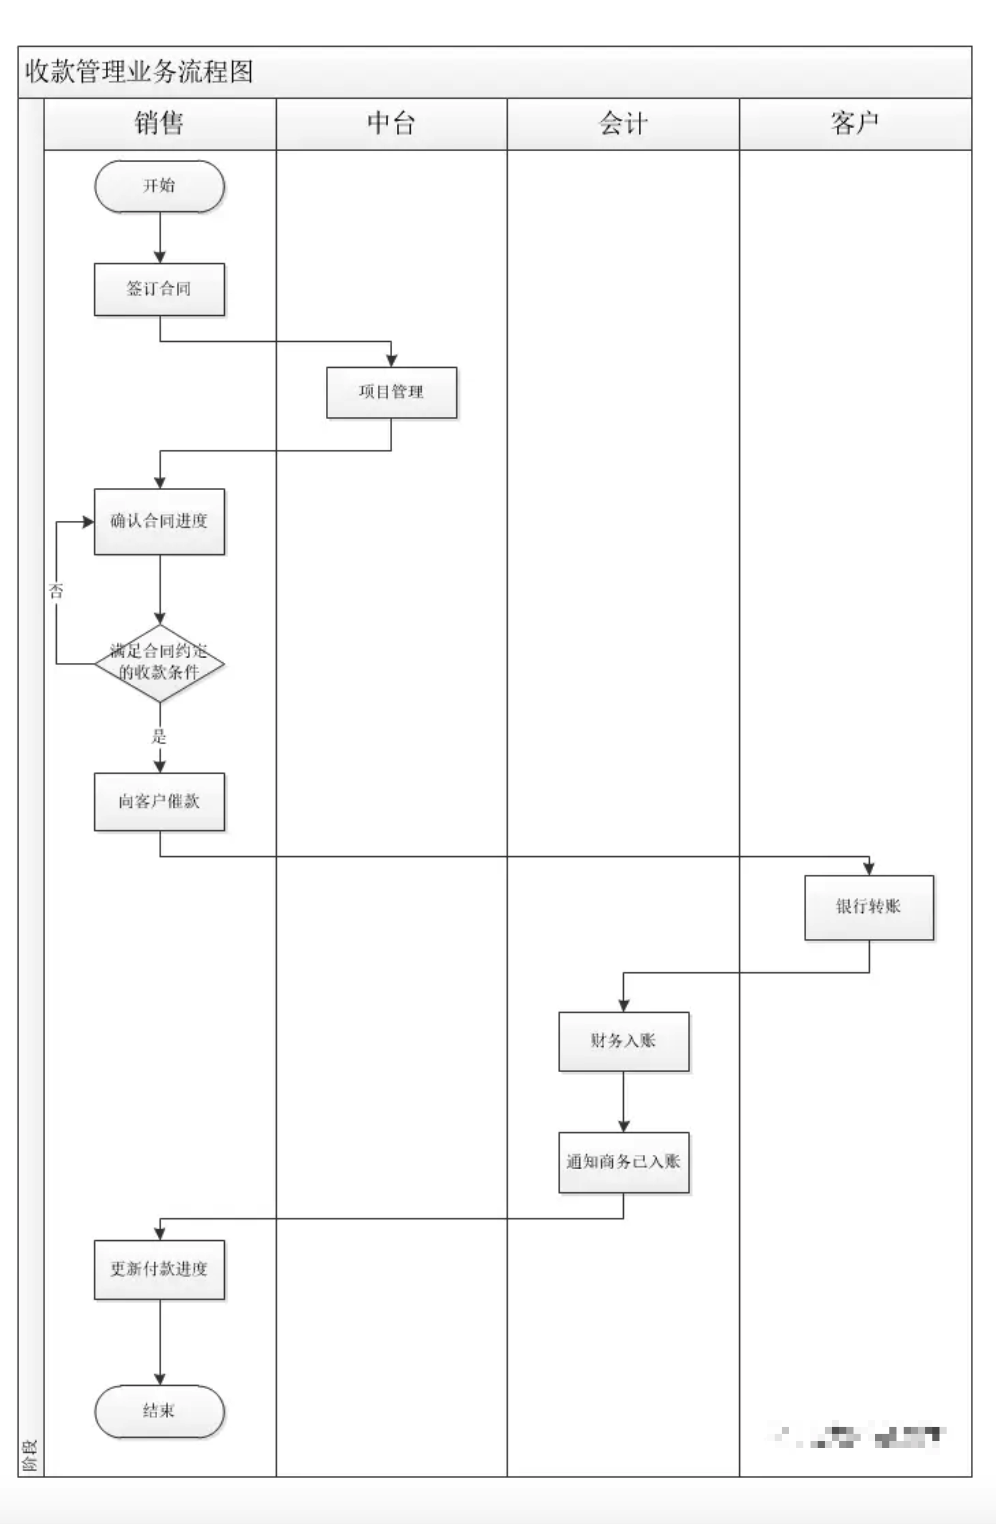 收款管理业务流程图
销售
中台
会计
客户
开始
签订合同
项目管理
确认合同进度
否
满足合同约定
的收款条件
是
向客户催款
银行转账
财务入账
通知商务已入账
更新付款进度
结束
阶段